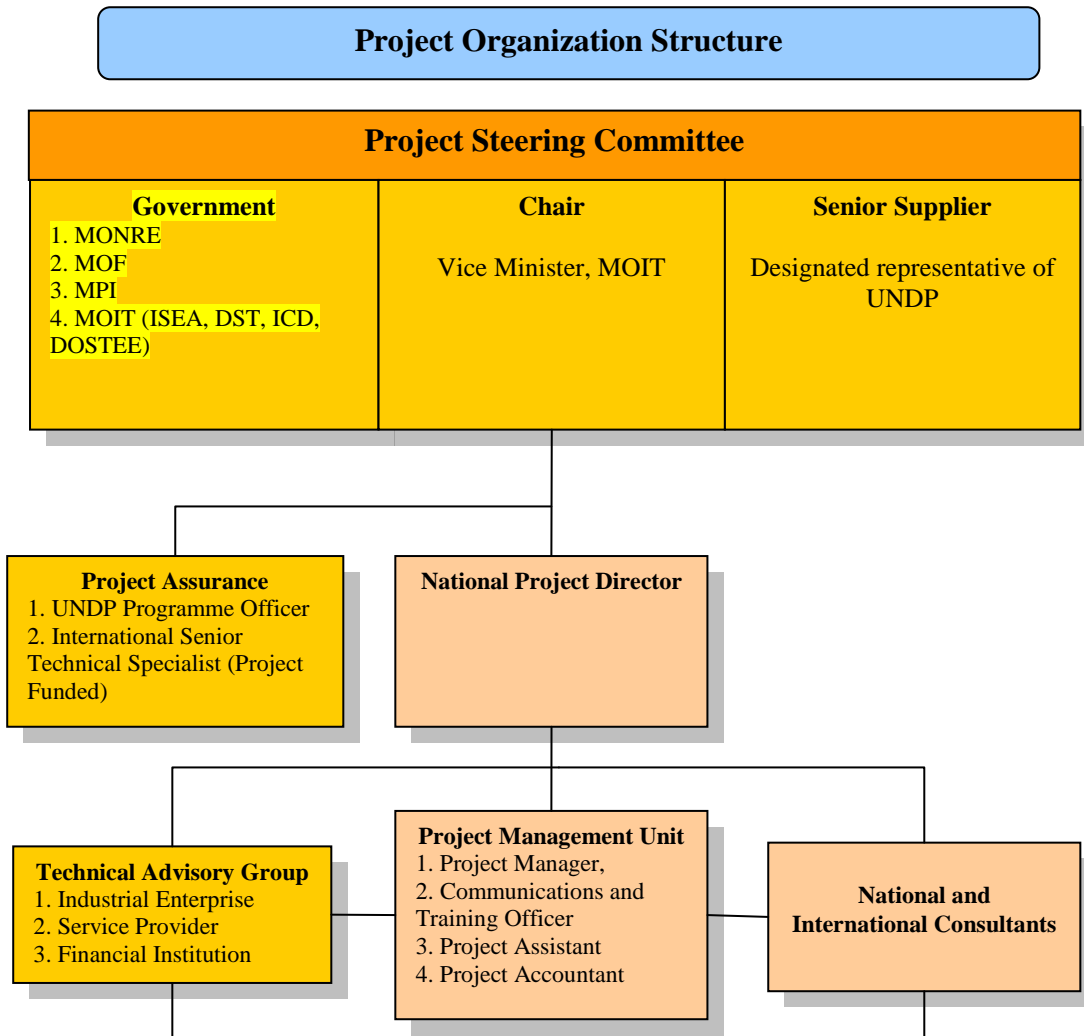 Project Organization Structure
Project Steering Committee
Government
1. MONRE
2. MOF
3. MPI
4. MOIT (ISEA, DST, ICD,
DOSTEE)
Chair
Vice Minister, MOIT
Senior Supplier
Designated representative of
UNDP
Project Assurance
1. UNDP Programme Officer
2. International Senior
Technical Specialist (Project
Funded)
National Project Director
Technical Advisory Group
1. Industrial Enterprise
2. Service Provider
3. Financial Institution
Project Management Unit
1. Project Manager,
2. Communications and
Training Officer
3. Project Assistant
4. Project Accountant
National and
International Consultants